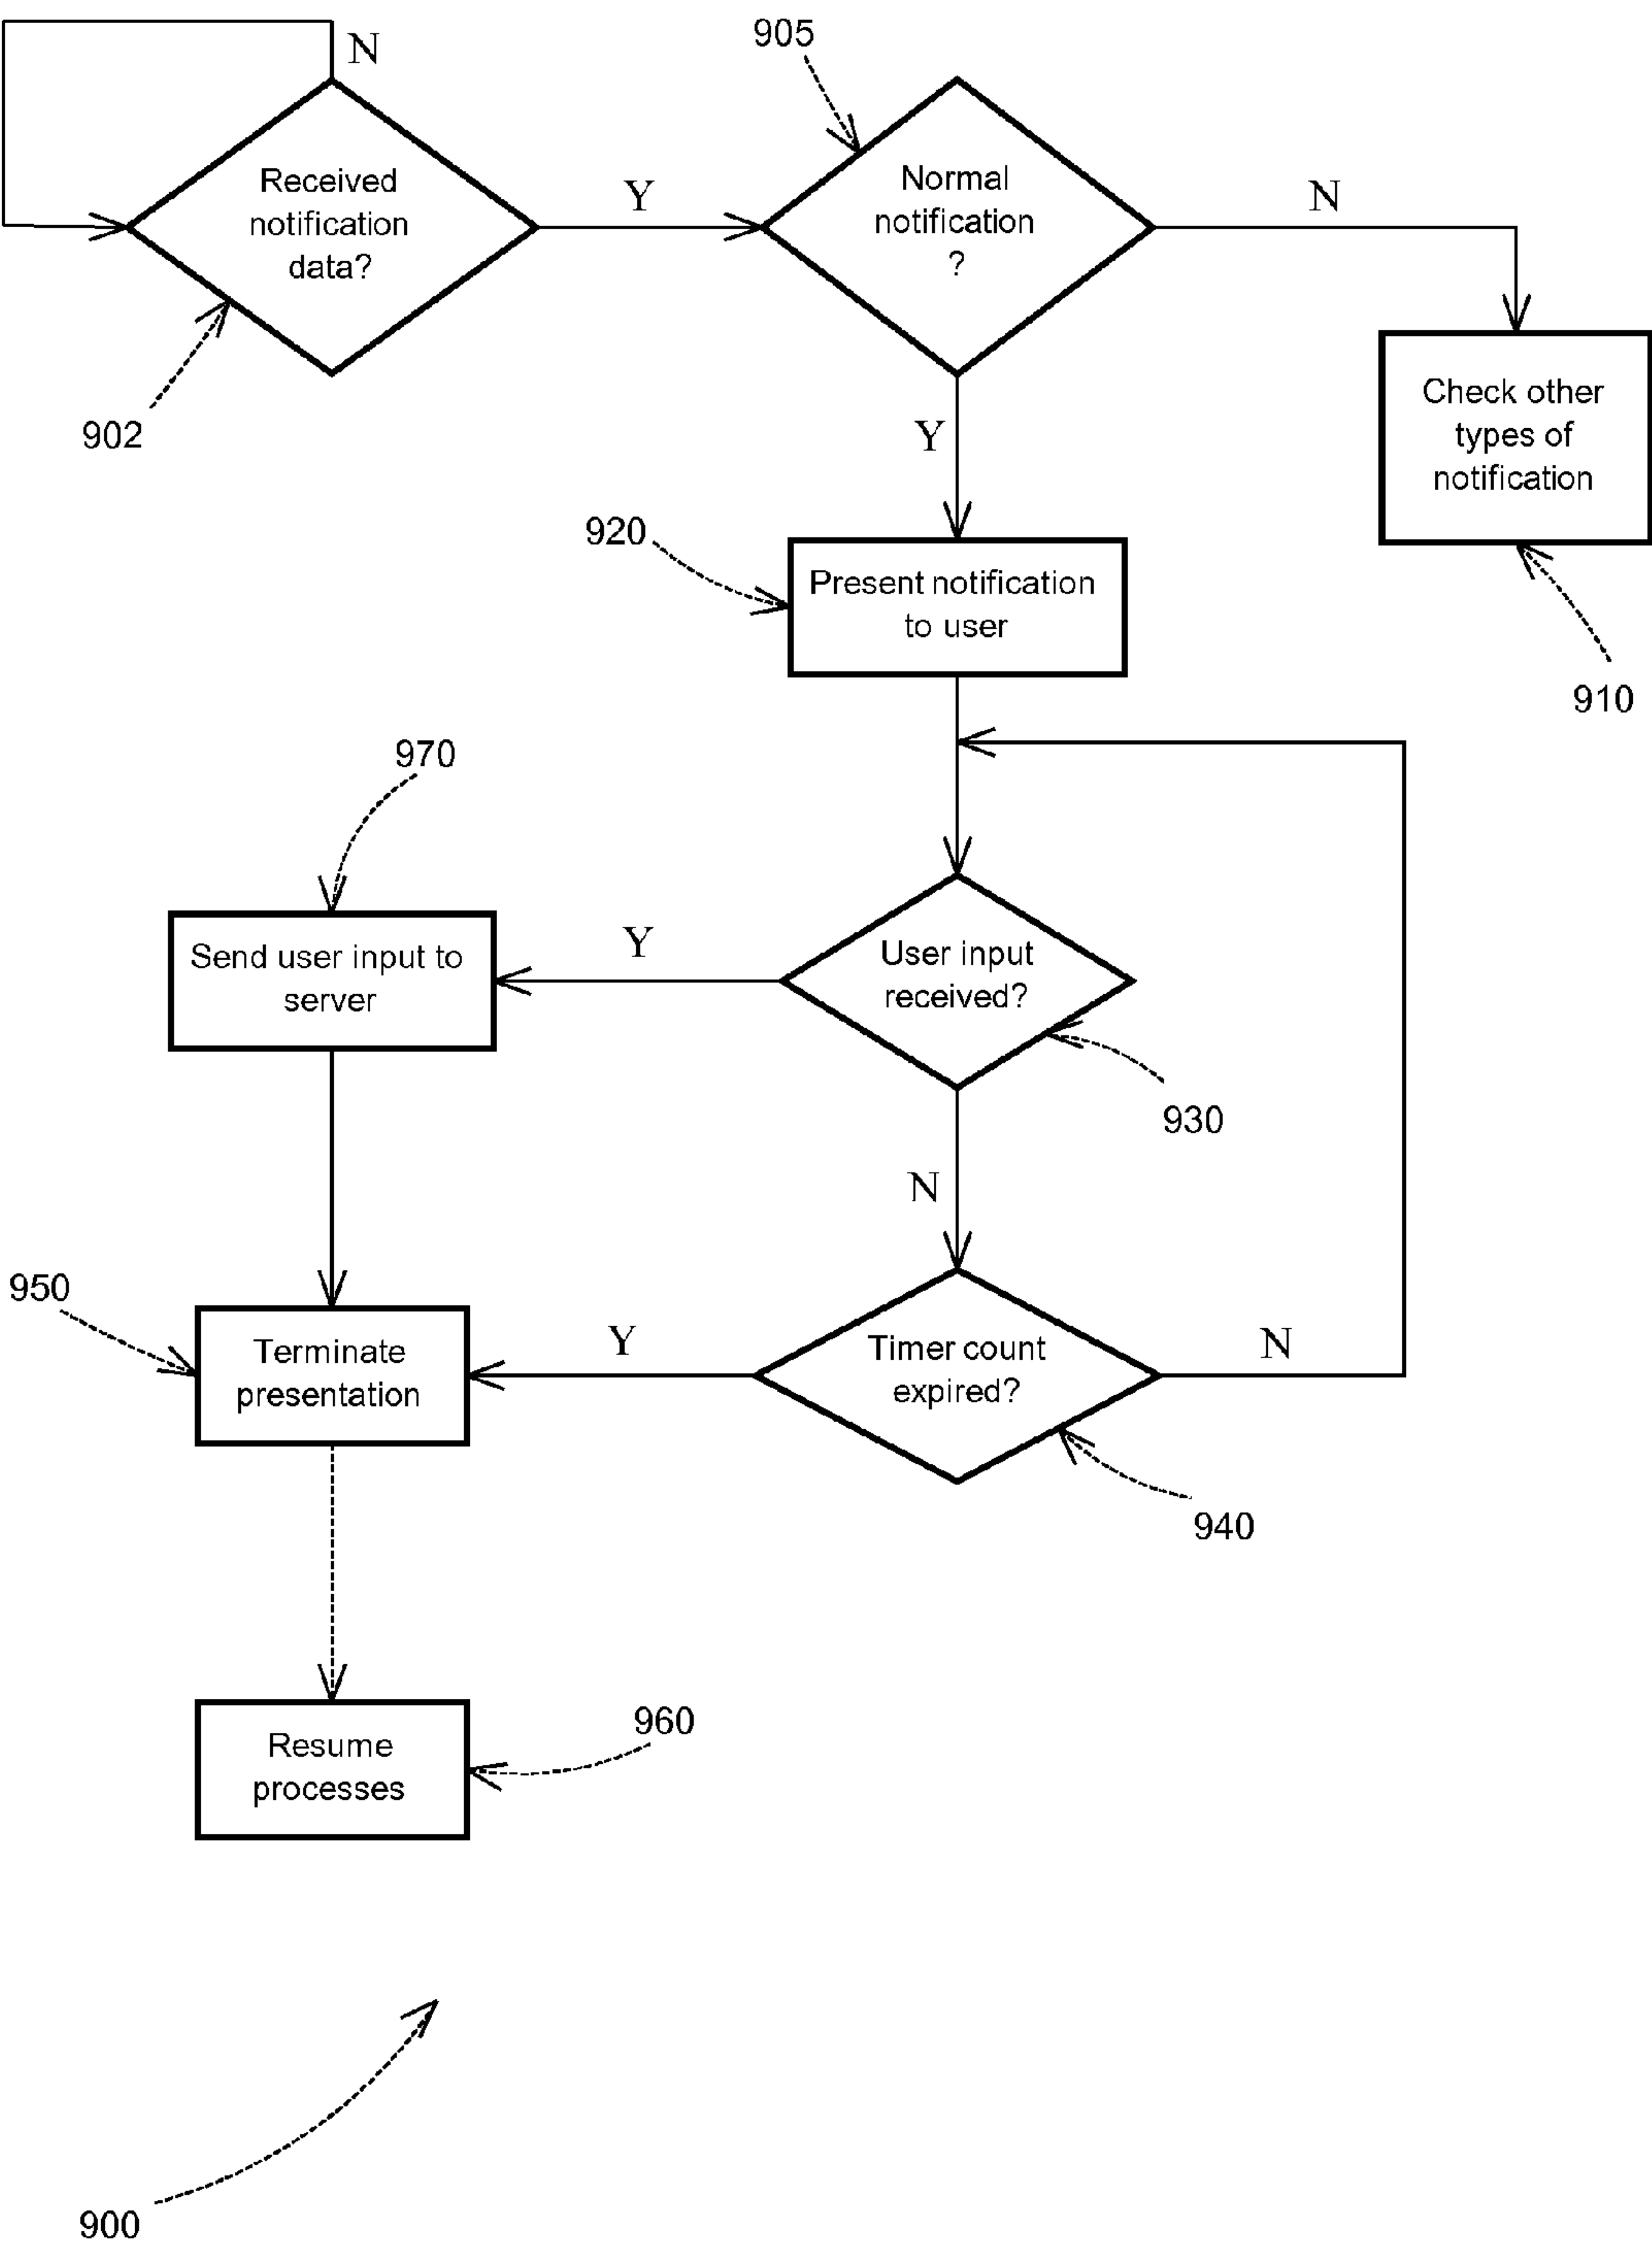 N
905
Received
notification
data?
Y
Normal
notification
?
N
902
Y
Check other
types of
notification
920
Present notification
to user
910
970
Send user input to
server
Y
User input
received?
930
N
950
Terminate
presentation
Y
Timer count
expired?
N
940
Resume
processes
960
900